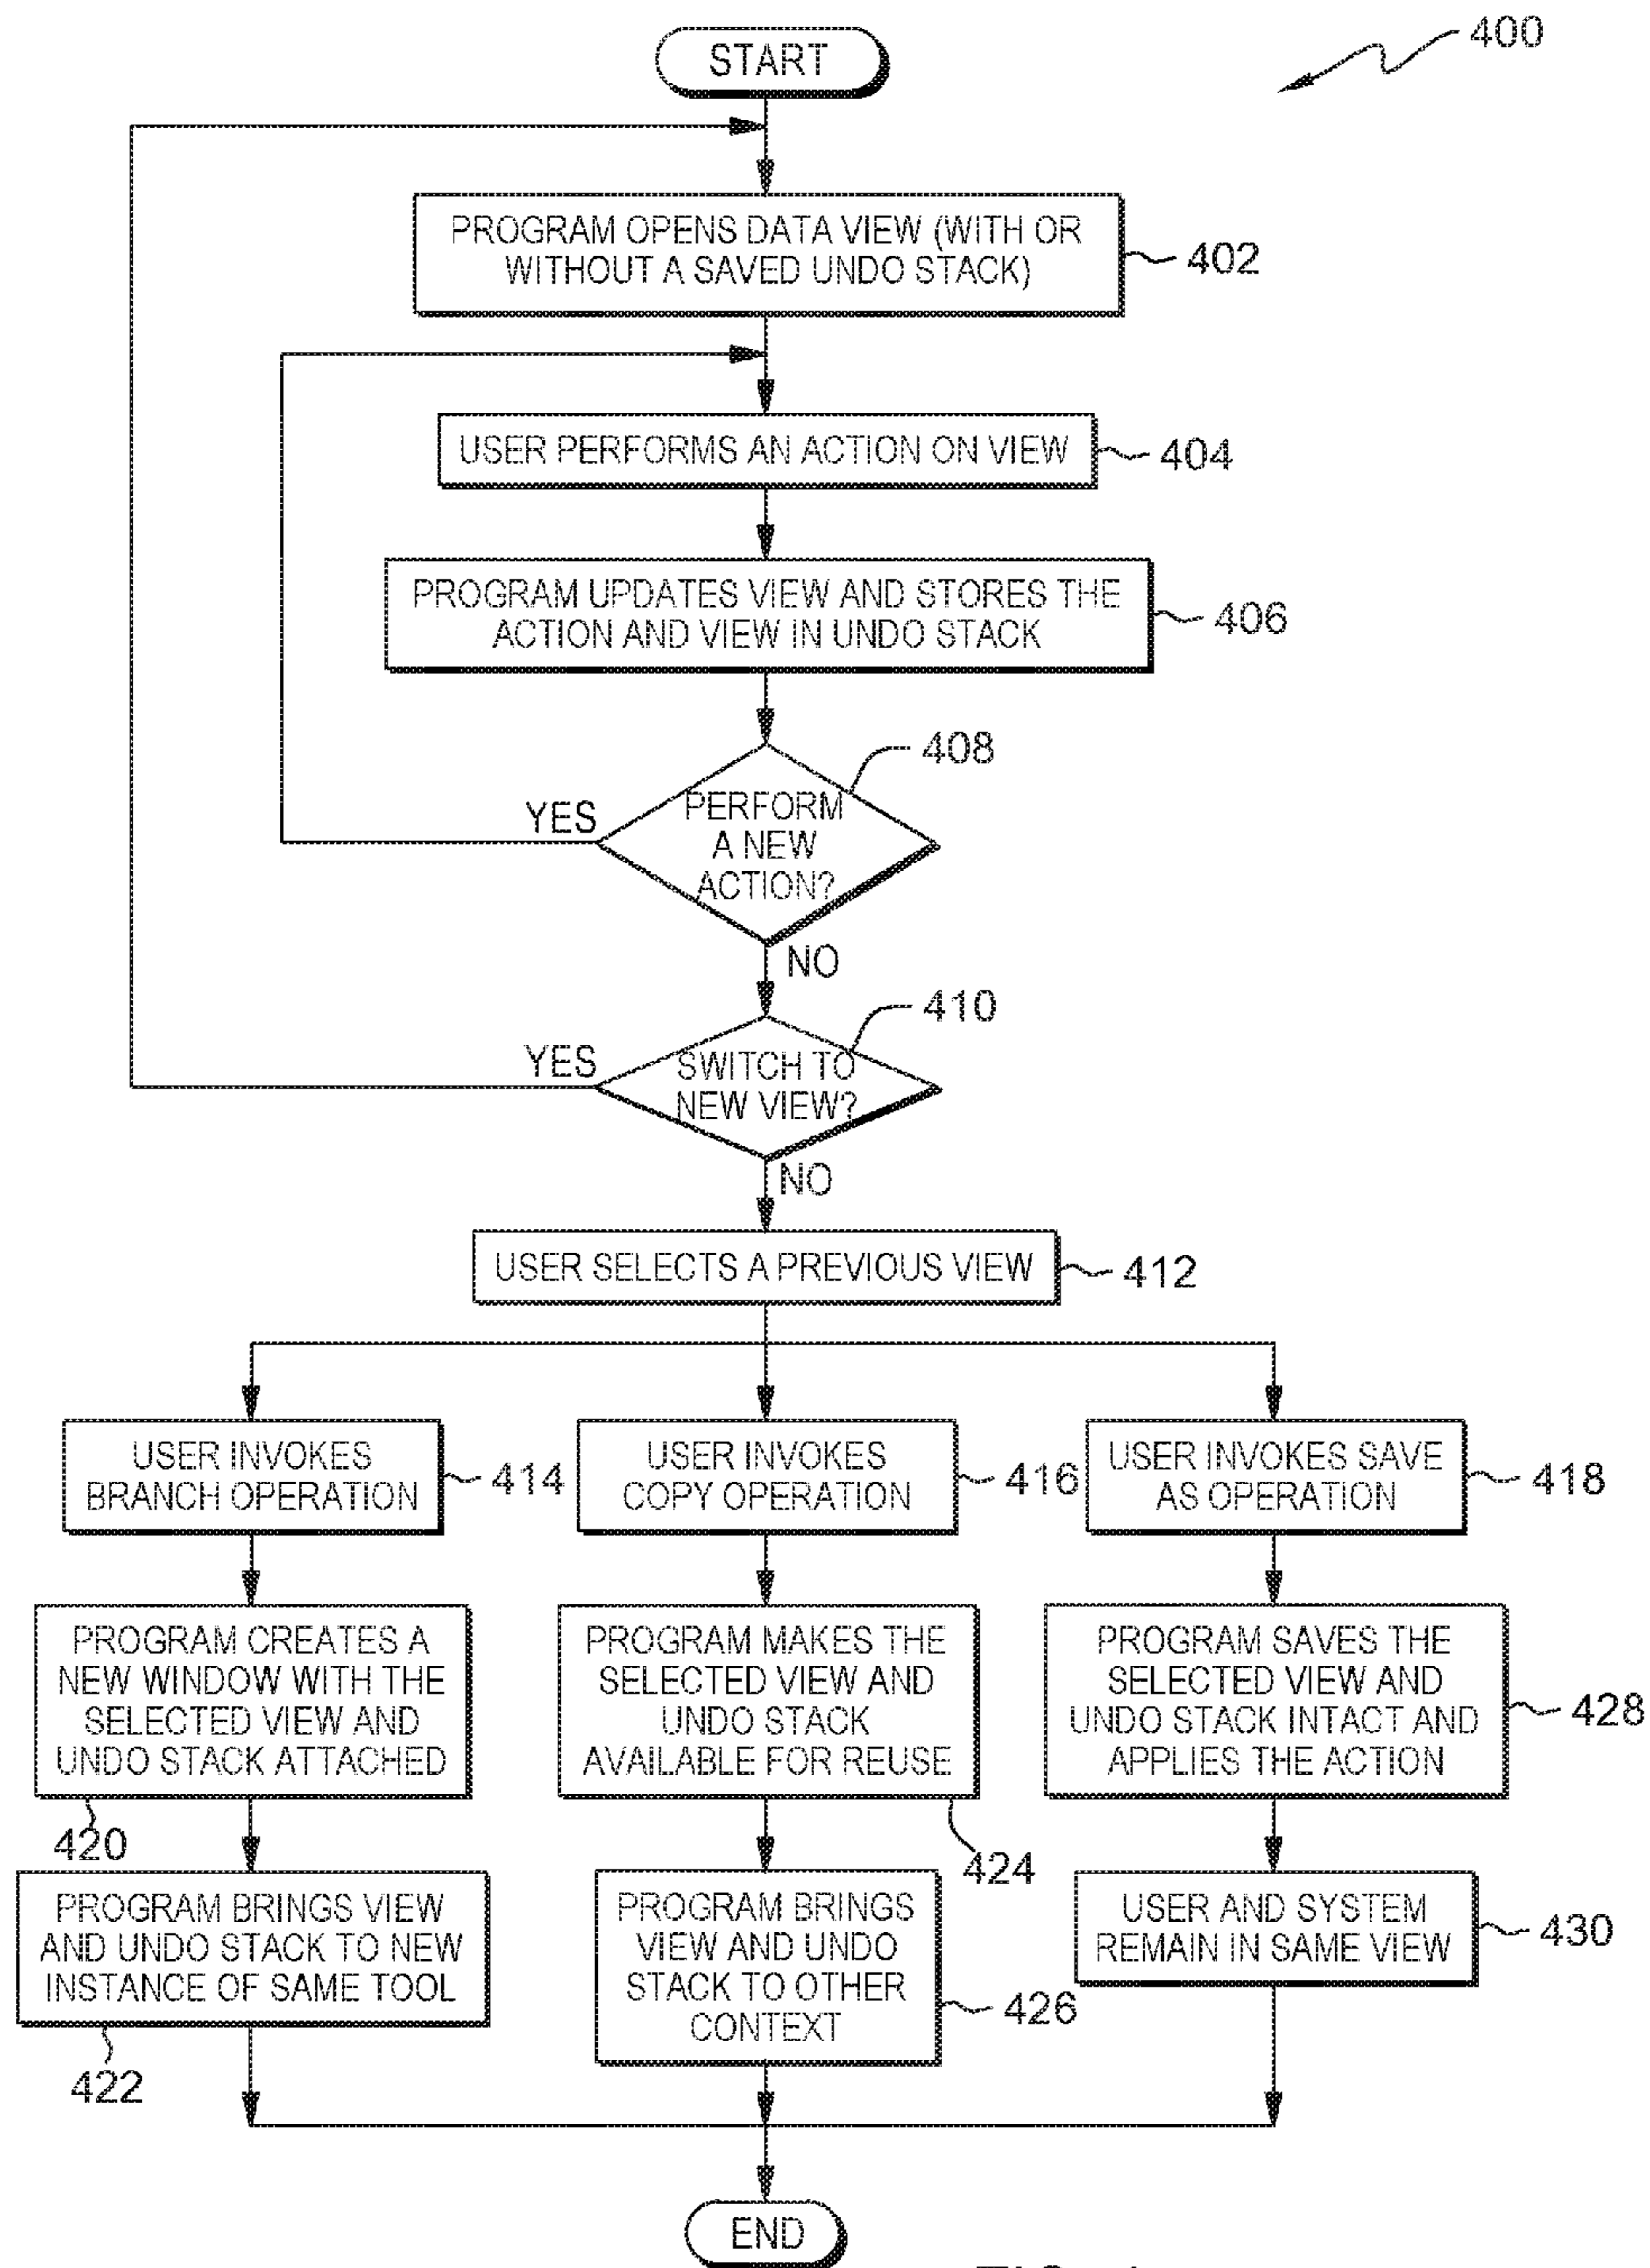 START
400
PROGRAM OPENS DATA VIEW (WITH OR
WITHOUT A SAVED UNDO STACK)
402
USER PERFORMS AN ACTION ON VIEW
404
PROGRAM UPDATES VIEW AND STORES THE
ACTION AND VIEW IN UNDO STACK
406
408
YES
PERFORM
A NEW
ACTION?
NO
410
YES
SWITCH TO
NEW VIEW?
NO
USER SELECTS A PREVIOUS VIEW
412
USER INVOKES
BRANCH OPERATION
414
USER INVOKES
COPY OPERATION
416
USER INVOKES SAVE
AS OPERATION
418
PROGRAM CREATES A
NEW WINDOW WITH THE
SELECTED VIEW AND
UNDO STACK ATTACHED
420
PROGRAM MAKES THE
SELECTED VIEW AND
UNDO STACK
AVAILABLE FOR REUSE
424
PROGRAM SAVES THE
SELECTED VIEW AND
UNDO STACK INTACT AND
APPLIES THE ACTION
428
PROGRAM BRINGS VIEW
AND UNDO STACK TO NEW
INSTANCE OF SAME TOOL
422
PROGRAM BRINGS
VIEW AND UNDO
STACK TO OTHER
CONTEXT
426
USER AND SYSTEM
REMAIN IN SAME VIEW
430
END